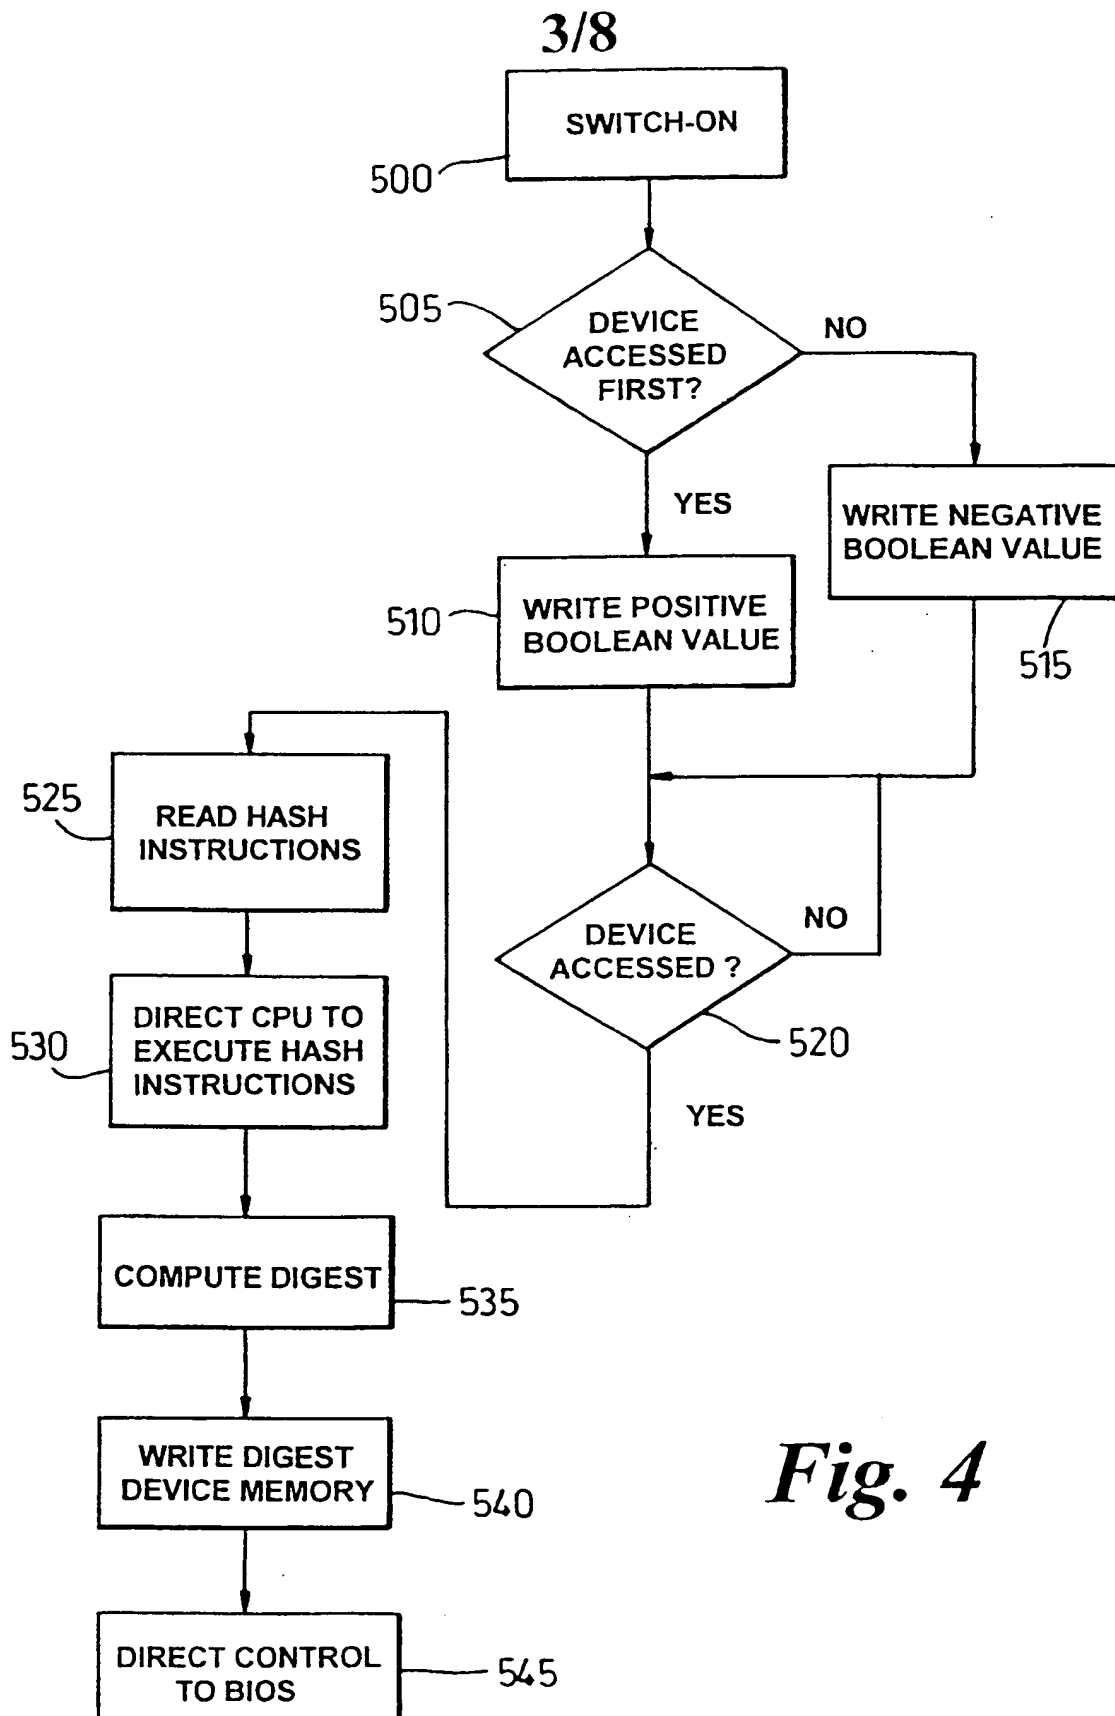 3/8
SWITCH-ON
500
505
DEVICE
ACCESSED
FIRST?
NO
YES
WRITE NEGATIVE
BOOLEAN VALUE
515
510
WRITE POSITIVE
BOOLEAN VALUE
525
READ HASH
INSTRUCTIONS
DEVICE
ACCESSED ?
NO
520
YES
530
DIRECT CPU TO
EXECUTE HASH
INSTRUCTIONS
COMPUTE DIGEST
535
WRITE DIGEST
DEVICE MEMORY
540
Fig. 4
DIRECT CONTROL
TO BIOS
545